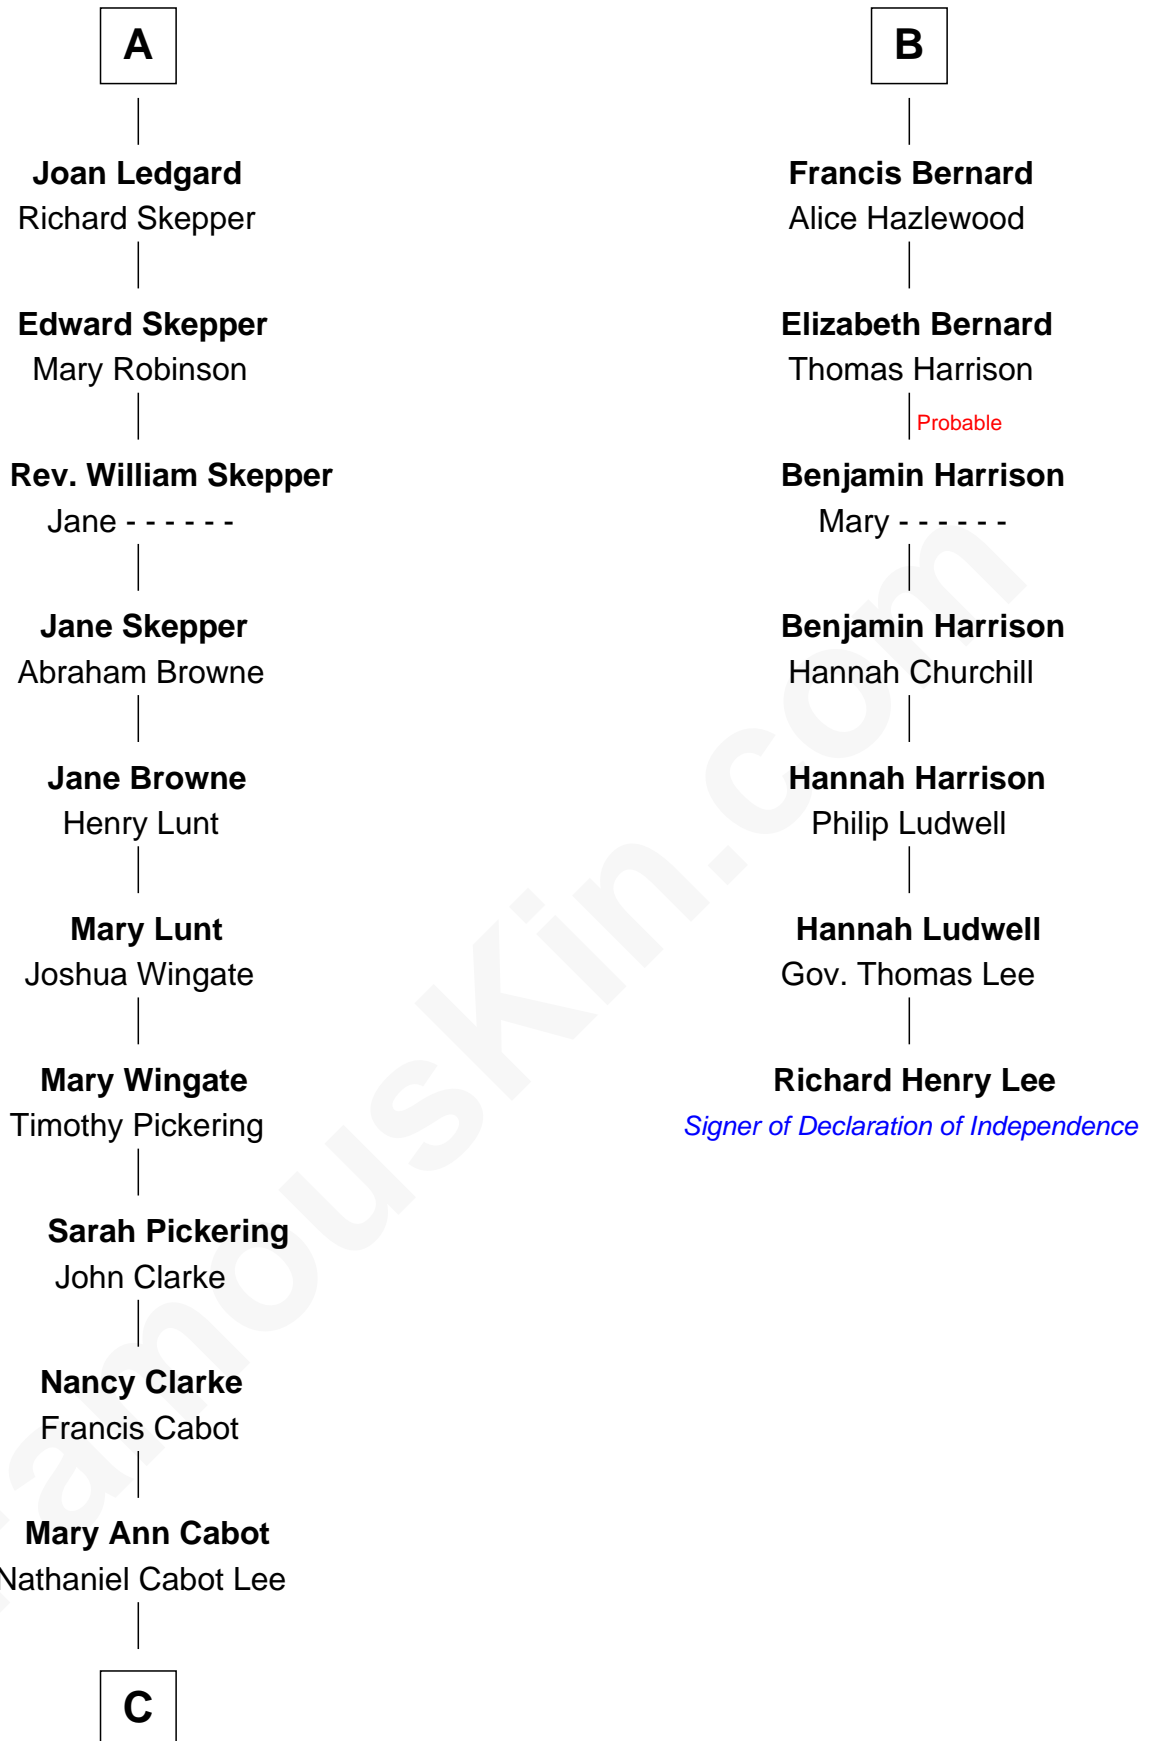 A
Joan Ledgard
Richard Skepper
Edward Skepper
Mary Robinson
Rev. William Skepper
Jane - - - - - -
Jane Skepper
Abraham Browne
Jane Browne
Henry Lunt
Mary Lunt
Joshua Wingate
Mary Wingate
Timothy Pickering
Sarah Pickering
John Clarke
Nancy Clarke
Francis Cabot
Mary Ann Cabot
Nathaniel Cabot Lee
C
B
Francis Bernard
Alice Hazlewood
Elizabeth Bernard
Thomas Harrison
Probable
Benjamin Harrison
Mary - - - - - -
Benjamin Harrison
Hannah Churchill
Hannah Harrison
Philip Ludwell
Hannah Ludwell
Gov. Thomas Lee
Richard Henry Lee
Signer of Declaration of Independence
FamousKin.com